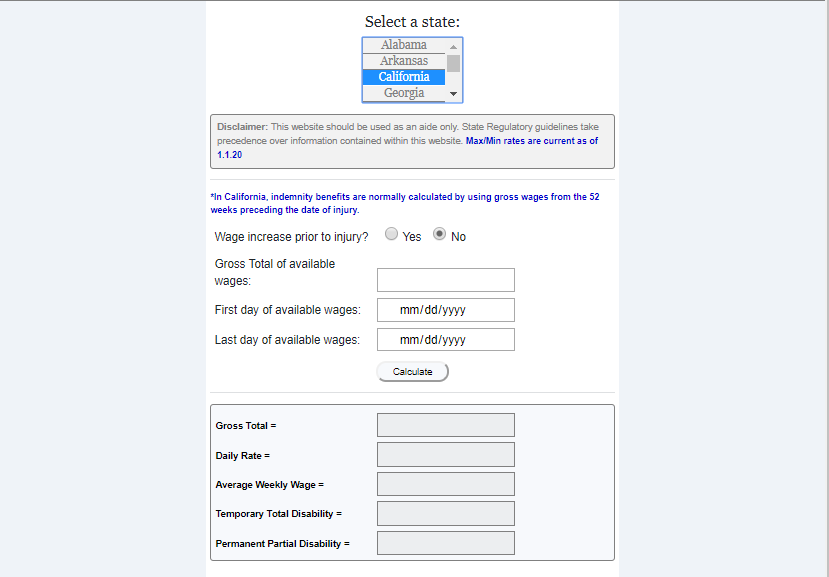 Select a state:
Alabama
Arkansas
California
Georgia
Disclaimer: This website should be used as an aide only. State Regulatory guidelines take
precedence over information contained within this website. Max/Min rates are current as of
1.1.20
*In California, indemnity benefits are normally calculated by using gross wages from the 52
weeks preceding the date of injury.
Wage increase prior to injury? Yes No
Gross Total of available
wages:
First day of available wages: mm/dd/yyyy
Last day of available wages: mm/dd/yyyy
Calculate
Gross Total =
Daily Rate =
Average Weekly Wage =
Temporary Total Disability =
Permanent Partial Disability =